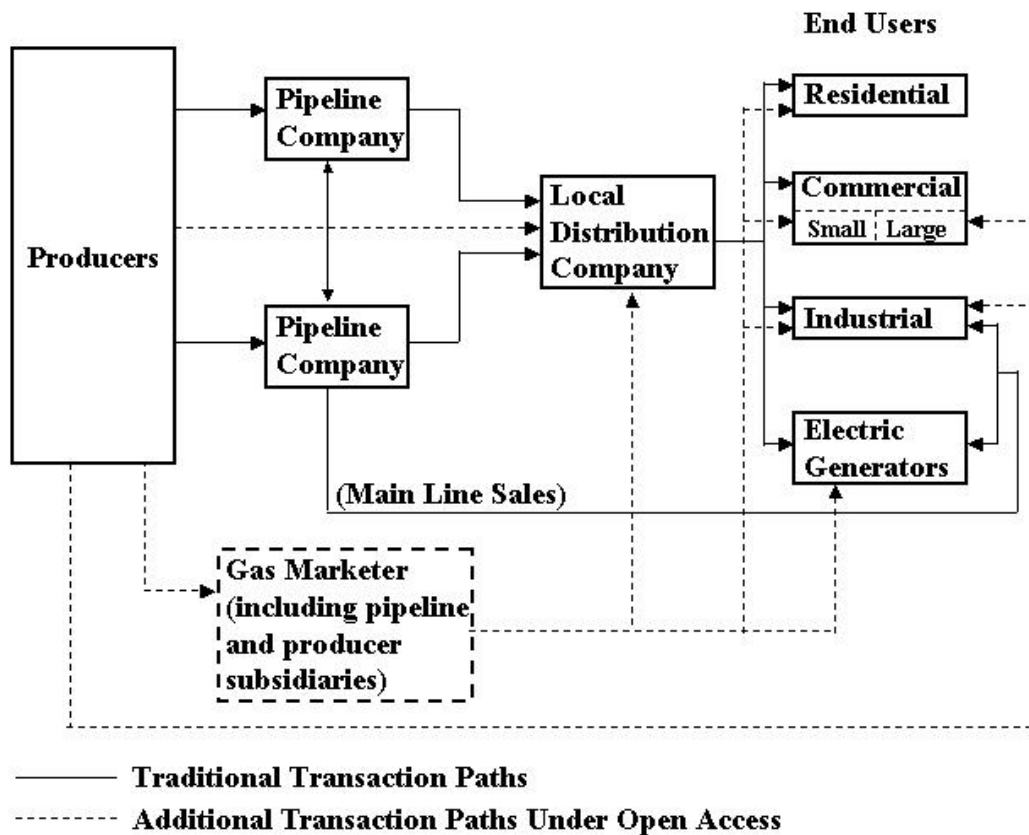 End Users
Pipeline
Company
Residential
Producers
Local
Distribution
Company
Commercial
Small
Large
Pipeline
Company
Industrial
Electric
Generators
(Main Line Sales)
Gas Marketer
(including pipeline
and producer
subsidiaries)
Traditional Transaction Paths
Additional Transaction Paths Under Open Access